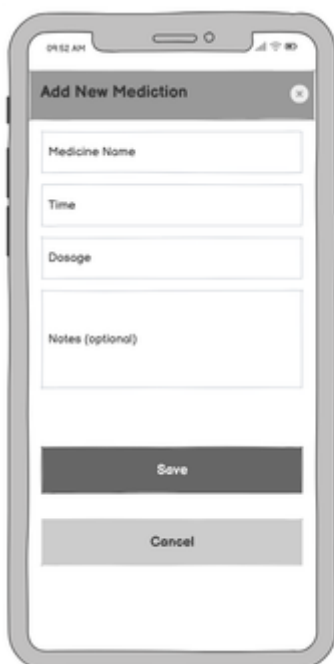 09:52 AM
Add New Mediction
Medicine Name
Time
Dosage
Notes (optional)
Save
Cancel